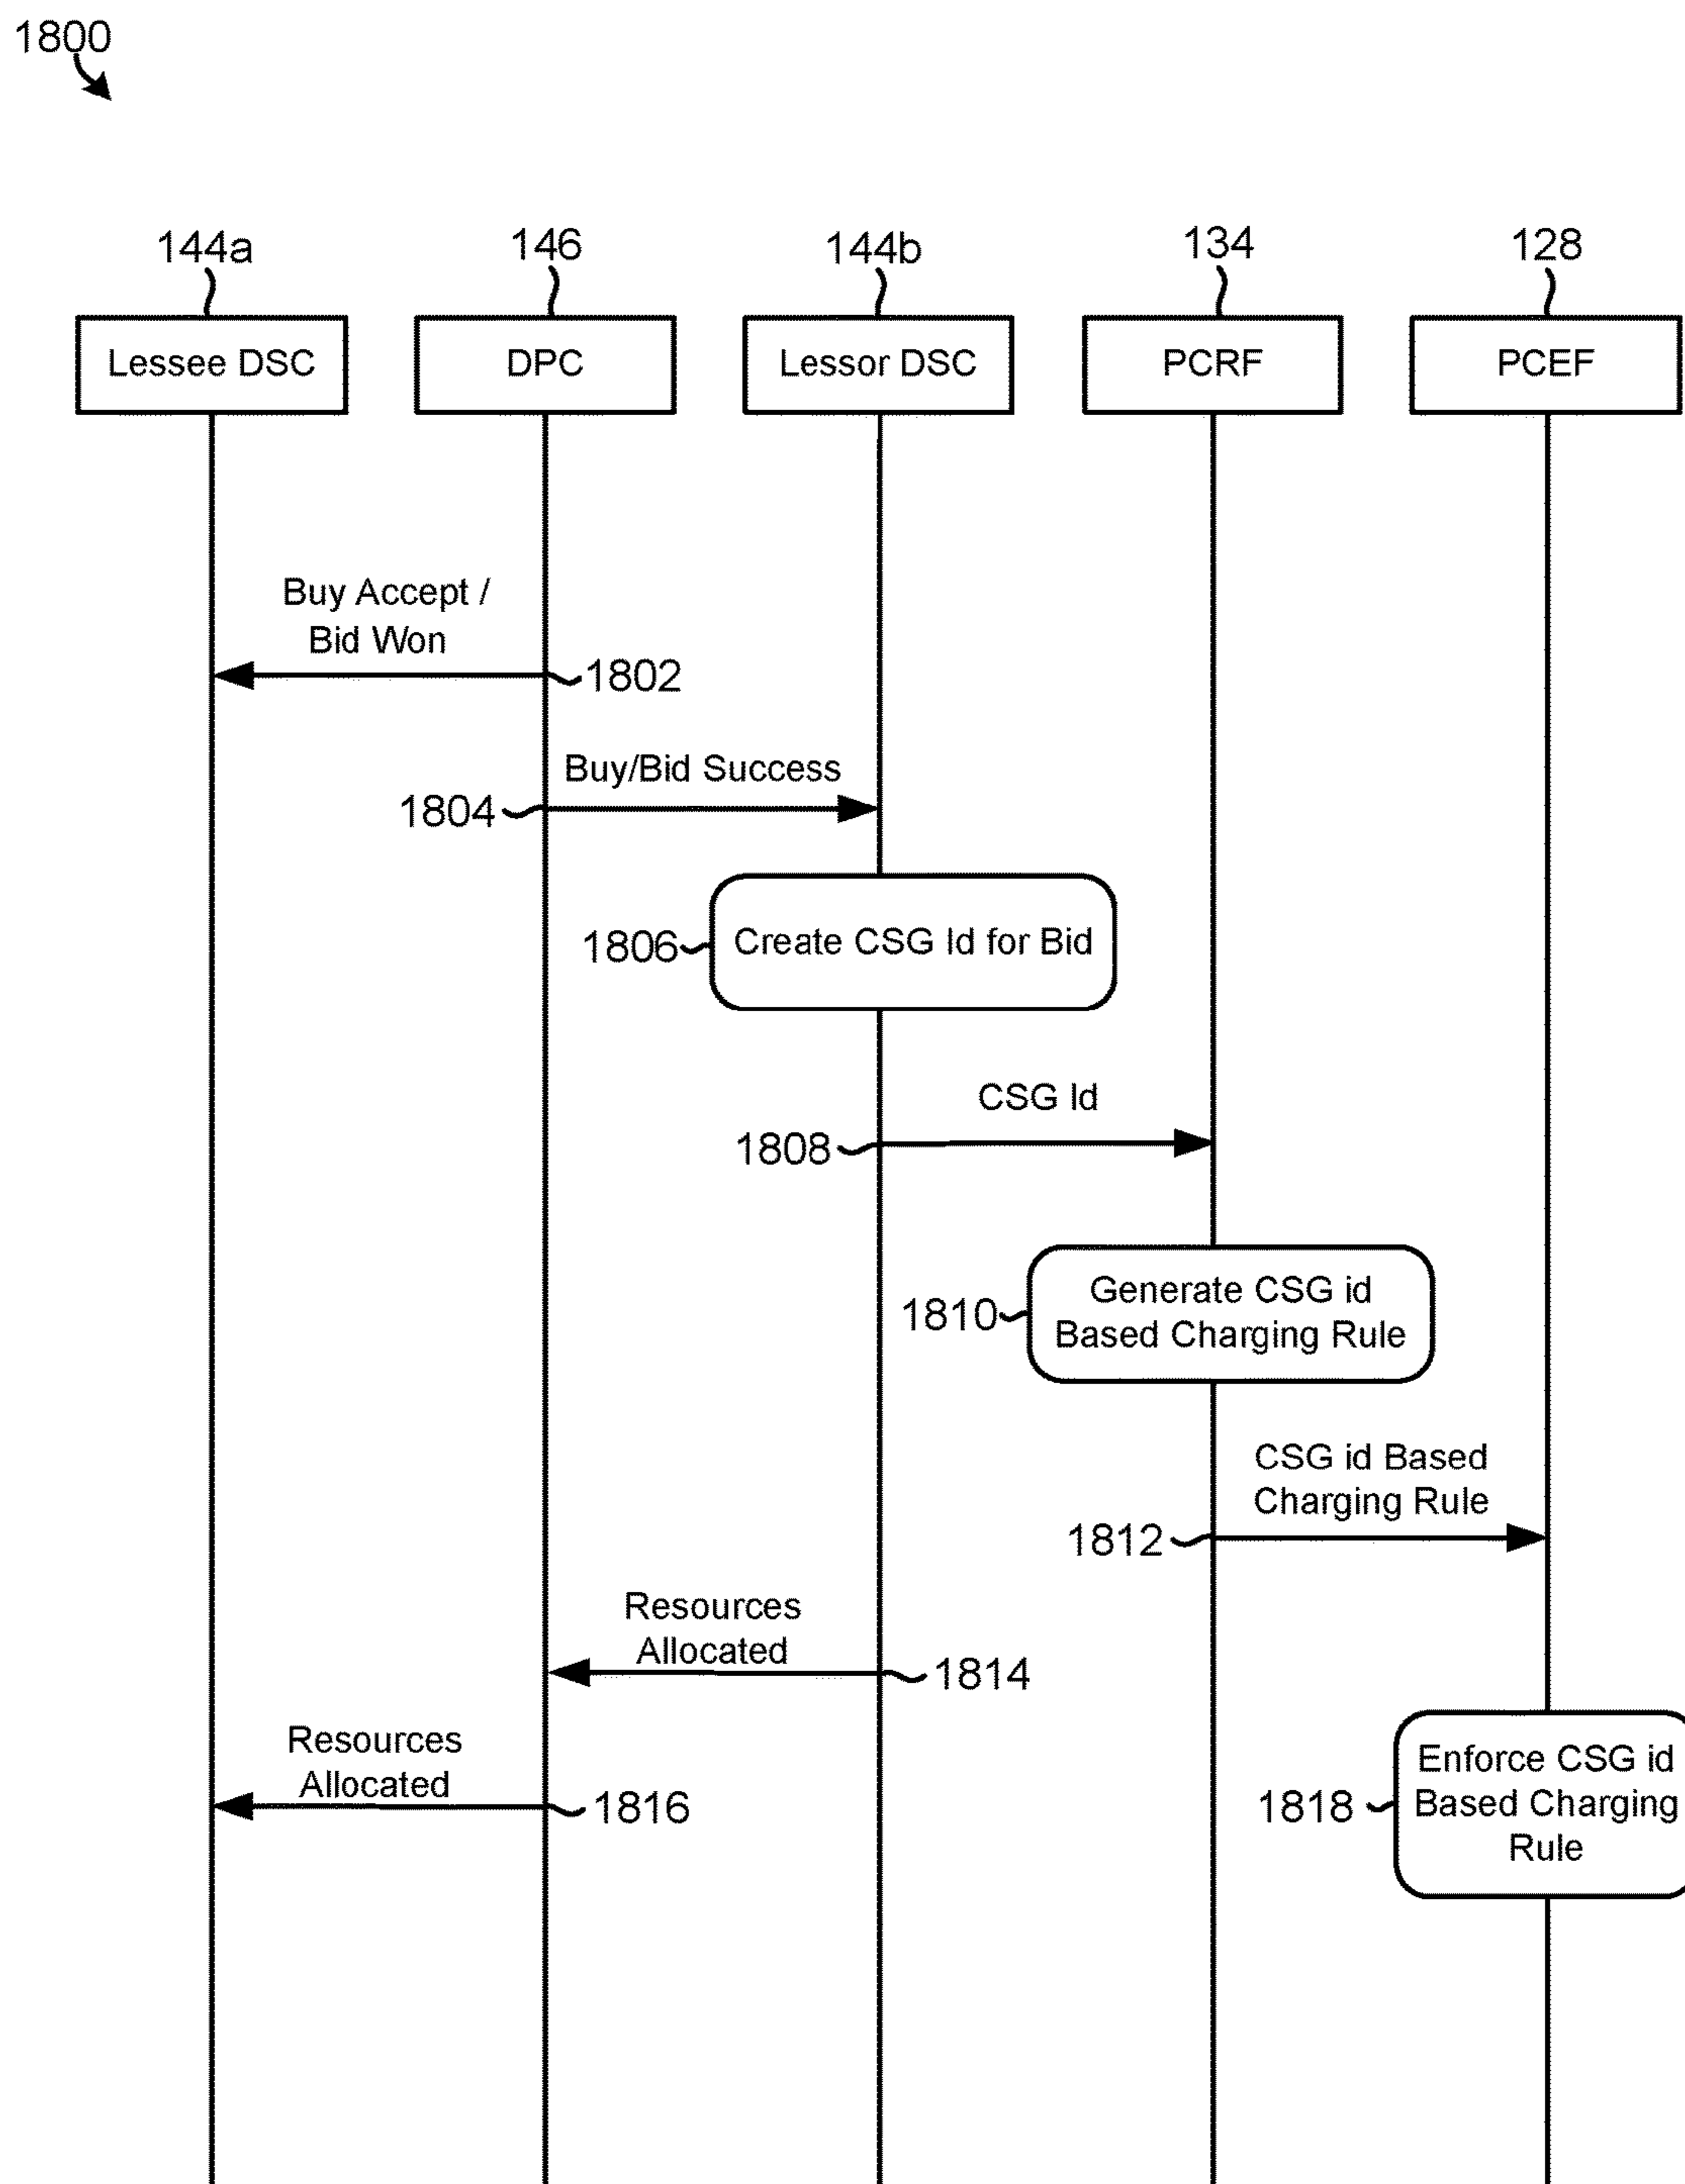 1800
144a
146
144b
134
128
Lessee DSC
DPC
Lessor DSC
PCRF
PCEF
Buy Accept /
Bid Won
1802
Buy/Bid Success
1804
1806
Create CSG Id for Bid
CSG Id
1808
1810
Generate CSG id
Based Charging Rule
CSG id Based
Charging Rule
1812
Resources
Allocated
1814
Resources
Allocated
1816
1818
Enforce CSG id
Based Charging
Rule